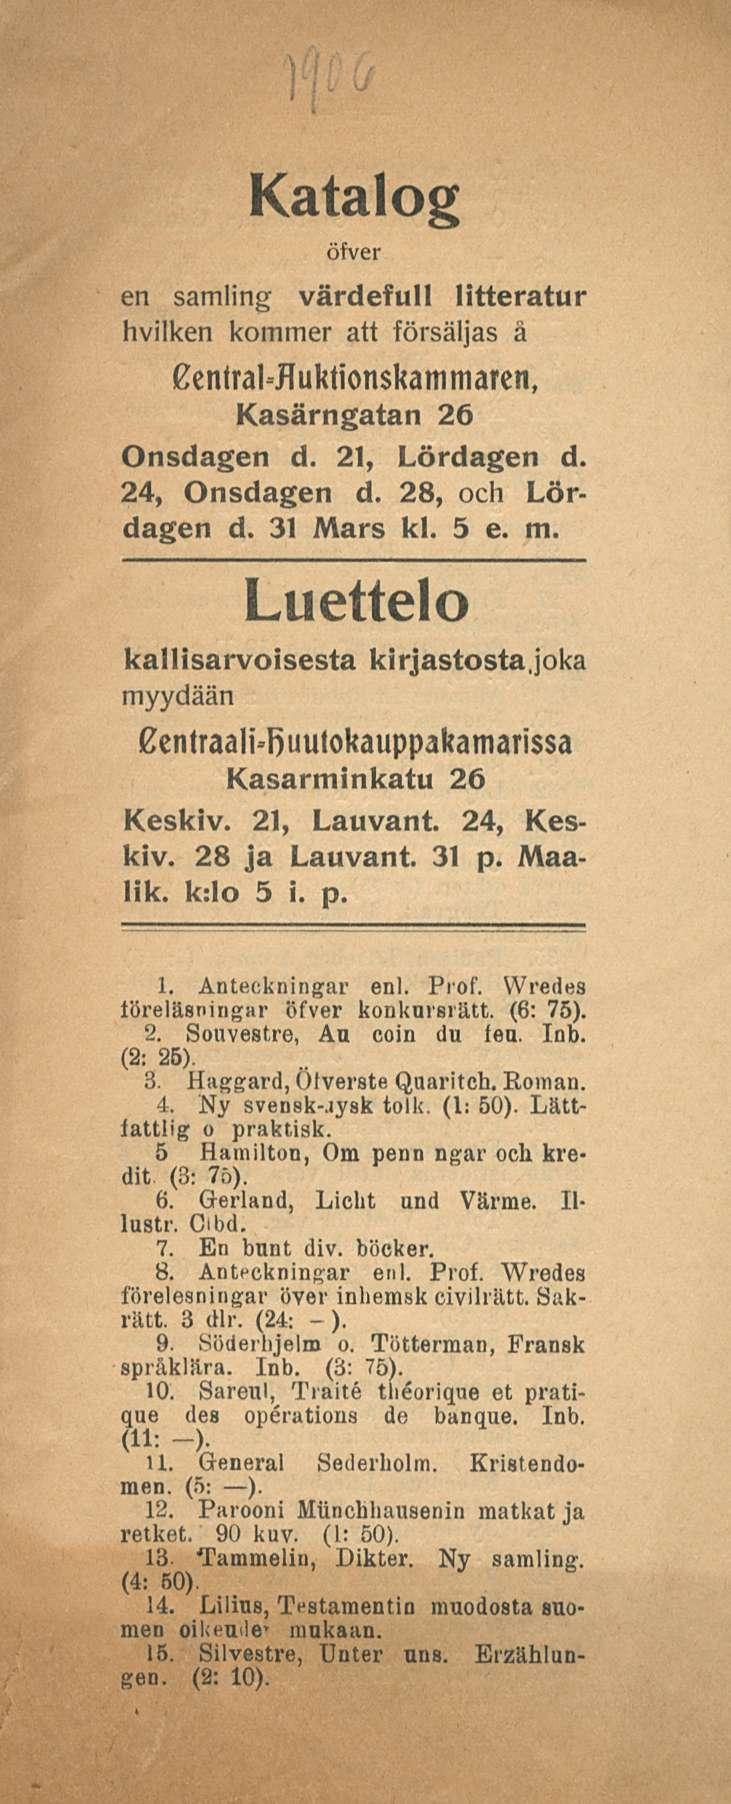 1906
Katalog
öfver
en samling värdefull litteratur
hvilken kommer att försäljas å
Central-Auktionskammaren,
Kasärngatan 26
Onsdagen d. 21, Lördagen d.
24, Onsdagen d. 28, och Lör-
dagen d. 31 Mars kl. 5 e. m.
Luettelo
kallisarvoisesta kirjastosta, joka
myydään
Centraali-Huutokauppakamarissa
Kasarminkatu 26
Keskiv. 21, Lauvant. 24, Kes-
kiv. 28 ja Lauvant. 31 p. Maa-
lik. k:lo 5 i. p.
1. Anteckningar enl. Prof. Wredes
föreläsningar öfver konkursrätt. (6: 75).
2. Souvestre, Au coin du feu. Inb.
(2: 25).
3. Haggard, Öfverste Quaritch. Roman.
4. Ny svensk-tysk tolk. (1: 50). Lätt-
fattlig o praktisk.
5 Hamilton, Om penn ngar och kre-
dit. (3: 75).
6. Gerland, Licht und Värme. Il-
lustr. Clbd.
7. En bunt div. böcker.
8. Anteckningar enl. Prof. Wredes
förelesningar över inhemsk civilrätt. Sak-
rätt. 3 dlr. (24: – ).
9. Söderhjelm o. Tötterman, Fransk
språklära. Inb. (3: 75).
10. Sareul, Traité théorique et prati-
que des opérations de banque. Inb.
(11: —).
11. General Sederholm. Kristendo-
men. (5: —).
12. Parooni Münchhausenin matkat ja
retket. 90 kuv. (1: 50).
13. Tammelin, Dikter. Ny samling.
(4: 50).
14. Lilius, Testamentin muodosta suo-
men oikeuden mukaan.
15. Silvestre, Unter uns. Erzählun-
gen. (2: 10).